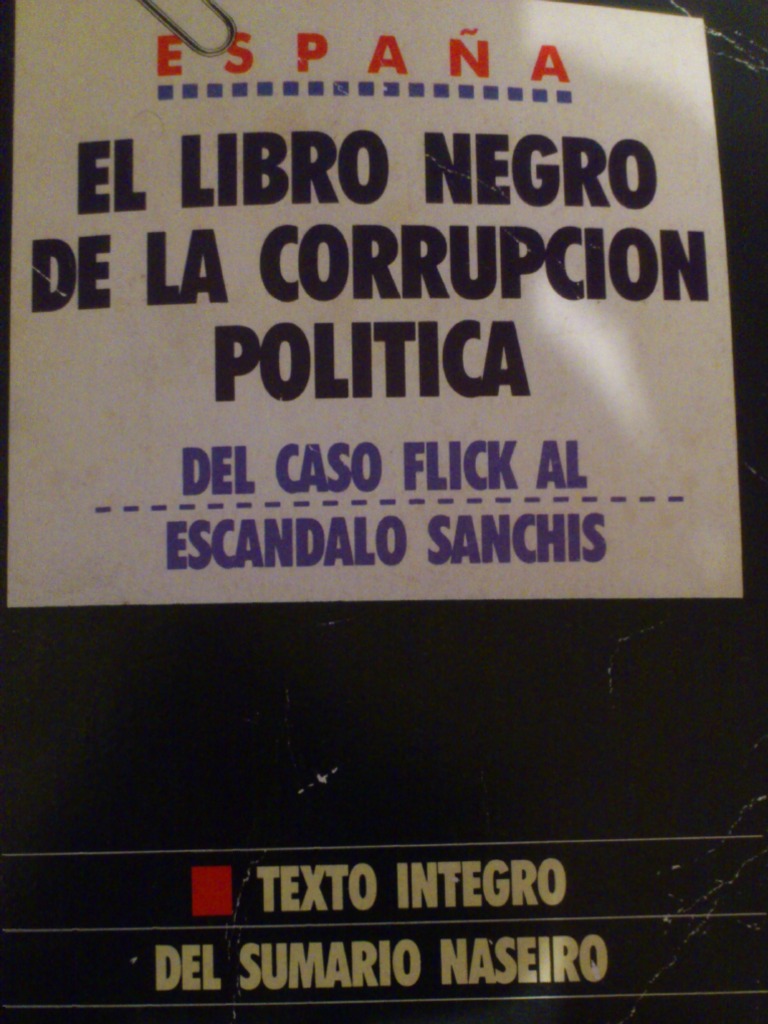 ESPAÑA
EL LIBRO NEGRO
DE LA CORRUPCION
POLITICA
DEL CASO FLICK AL
ESCANDALO SANCHIS
TEXTO INTEGRO
DEL SUMARIO NASEIRO